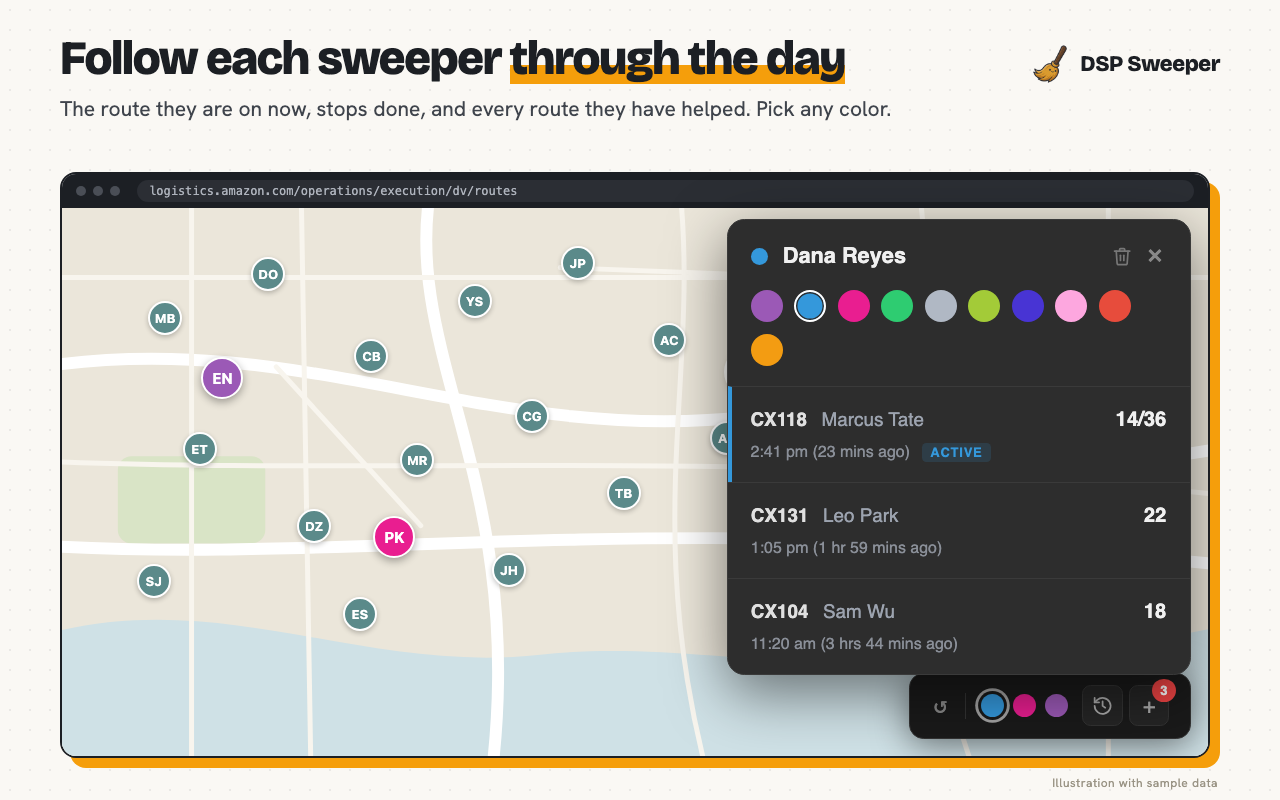 Follow each sweeper through the day
DSP Sweeper
The route they are on now, stops done, and every route they have helped. Pick any color.
logistics.amazon.com/operations/execution/dv/routes
DO
JP
MB
YS
AC
CB
EN
CG
ET
MR
TB
DZ
PK
JH
SJ
ES
Dana Reyes
CX118 Marcus Tate 14/36
2:41 pm (23 mins ago) ACTIVE
CX131 Leo Park 22
1:05 pm (1 hr 59 mins ago)
CX104 Sam Wu 18
11:20 am (3 hrs 44 mins ago)
3
Illustration with sample data